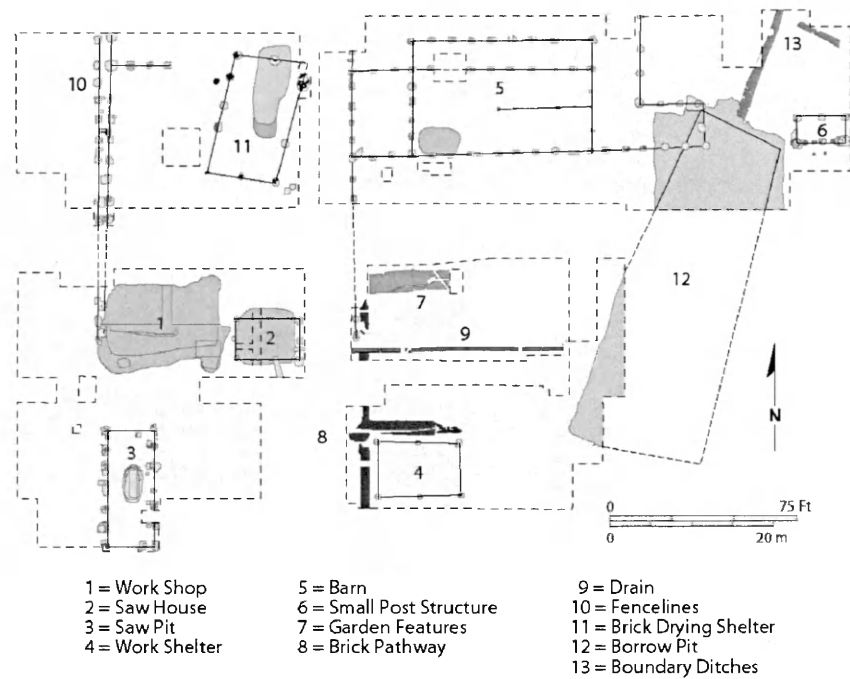 10
11
5
13
6
1
2
7
9
12
N
3
8
4
0 75 Ft
0 20 m
1 = Work Shop
2 = Saw House
3 = Saw Pit
4 = Work Shelter
5 = Barn
6 = Small Post Structure
7 = Garden Features
8 = Brick Pathway
9 = Drain
10 = Fencelines
11 = Brick Drying Shelter
12 = Borrow Pit
13 = Boundary Ditches